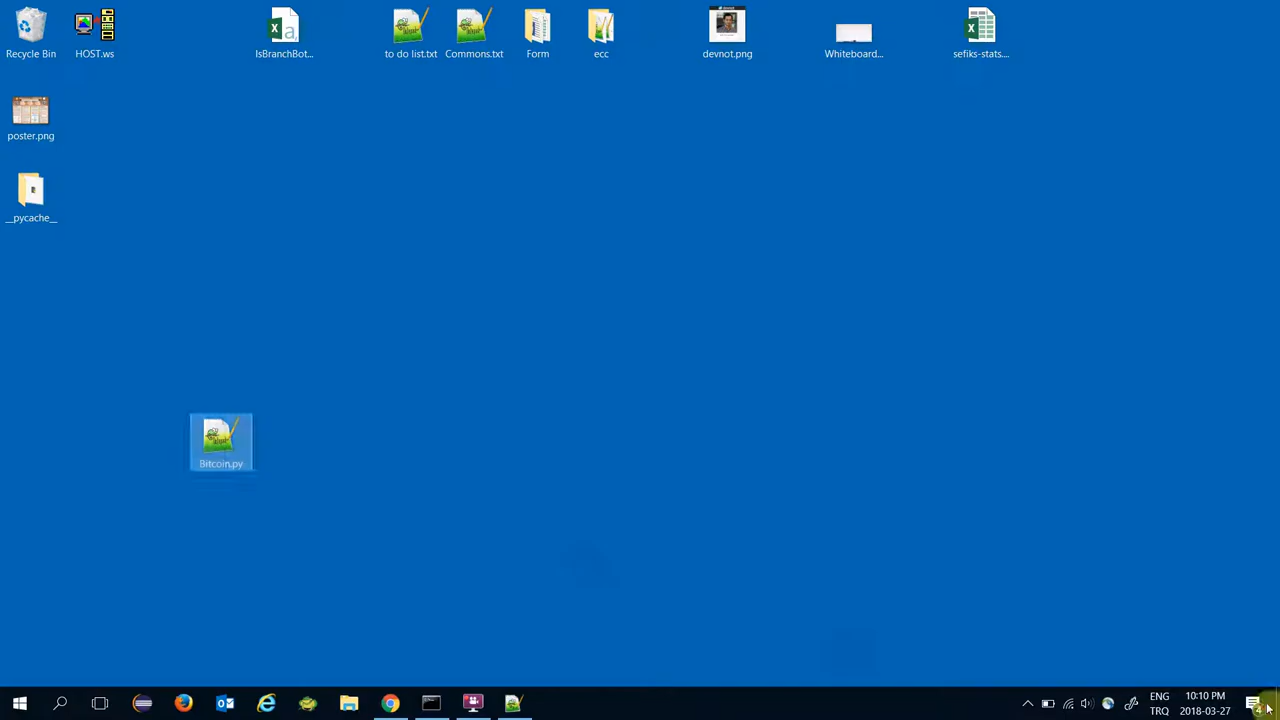 Recycle Bin
HOST.ws
IsBranchBot...
to do list.txt
Commons.txt
Form
ecc
devnot.png
Whiteboard...
sefiks-stats....
poster.png
__pycache__
Bitcoin.py
ENG
TRQ
10:10 PM
2018-03-27